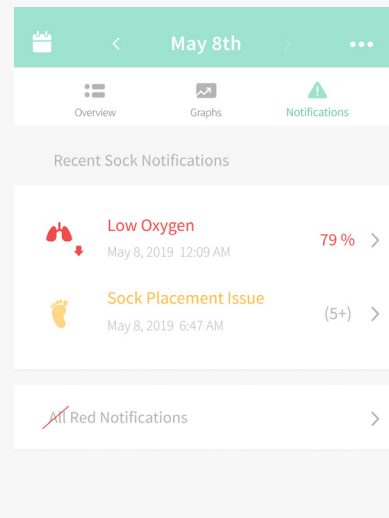 May 8th
Overview Graphs Notifications
Recent Sock Notifications
Low Oxygen
79 %
May 8, 2019 12:09 AM
Sock Placement Issue
(5+)
May 8, 2019 6:47 AM
All Red Notifications